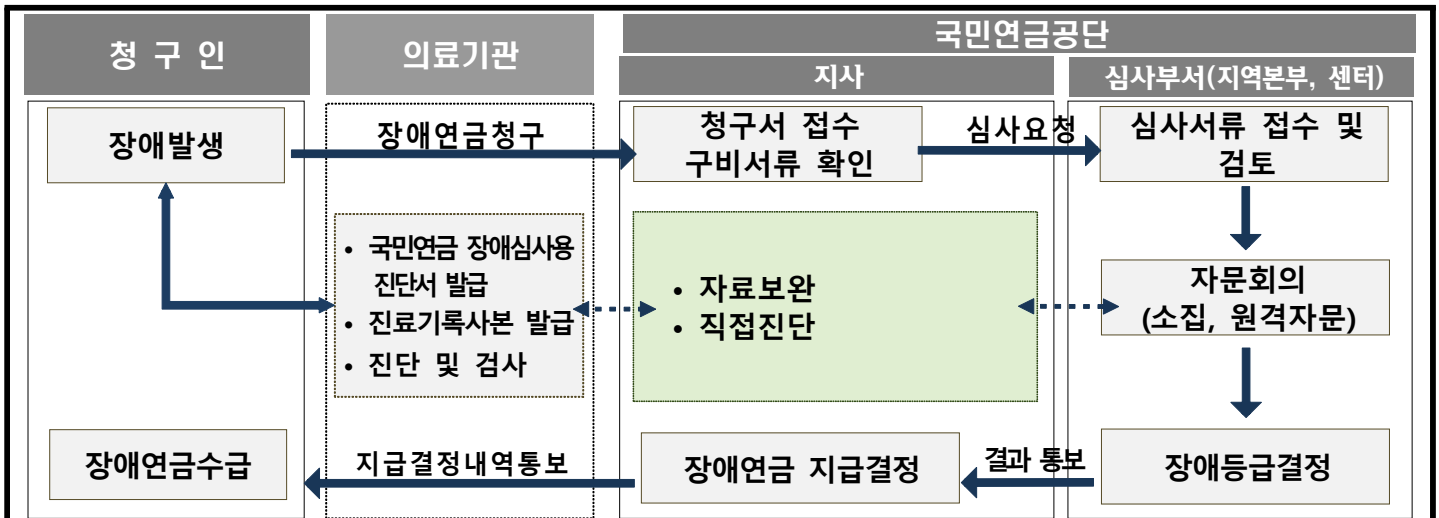 청 구 인
의료기관
국민연금공단
지사
심사부서(지역본부, 센터)
장애발생
장애연금청구
청구서 접수
구비서류 확인
심사요청
심사서류 접수 및
검토
• 국민연금 장애심사용
진단서 발급
• 진료기록사본 발급
• 진단 및 검사
• 자료보완
• 직접진단
자문회의
(소집, 원격자문)
장애연금수급
지급결정내역통보
장애연금 지급결정
결과 통보
장애등급결정